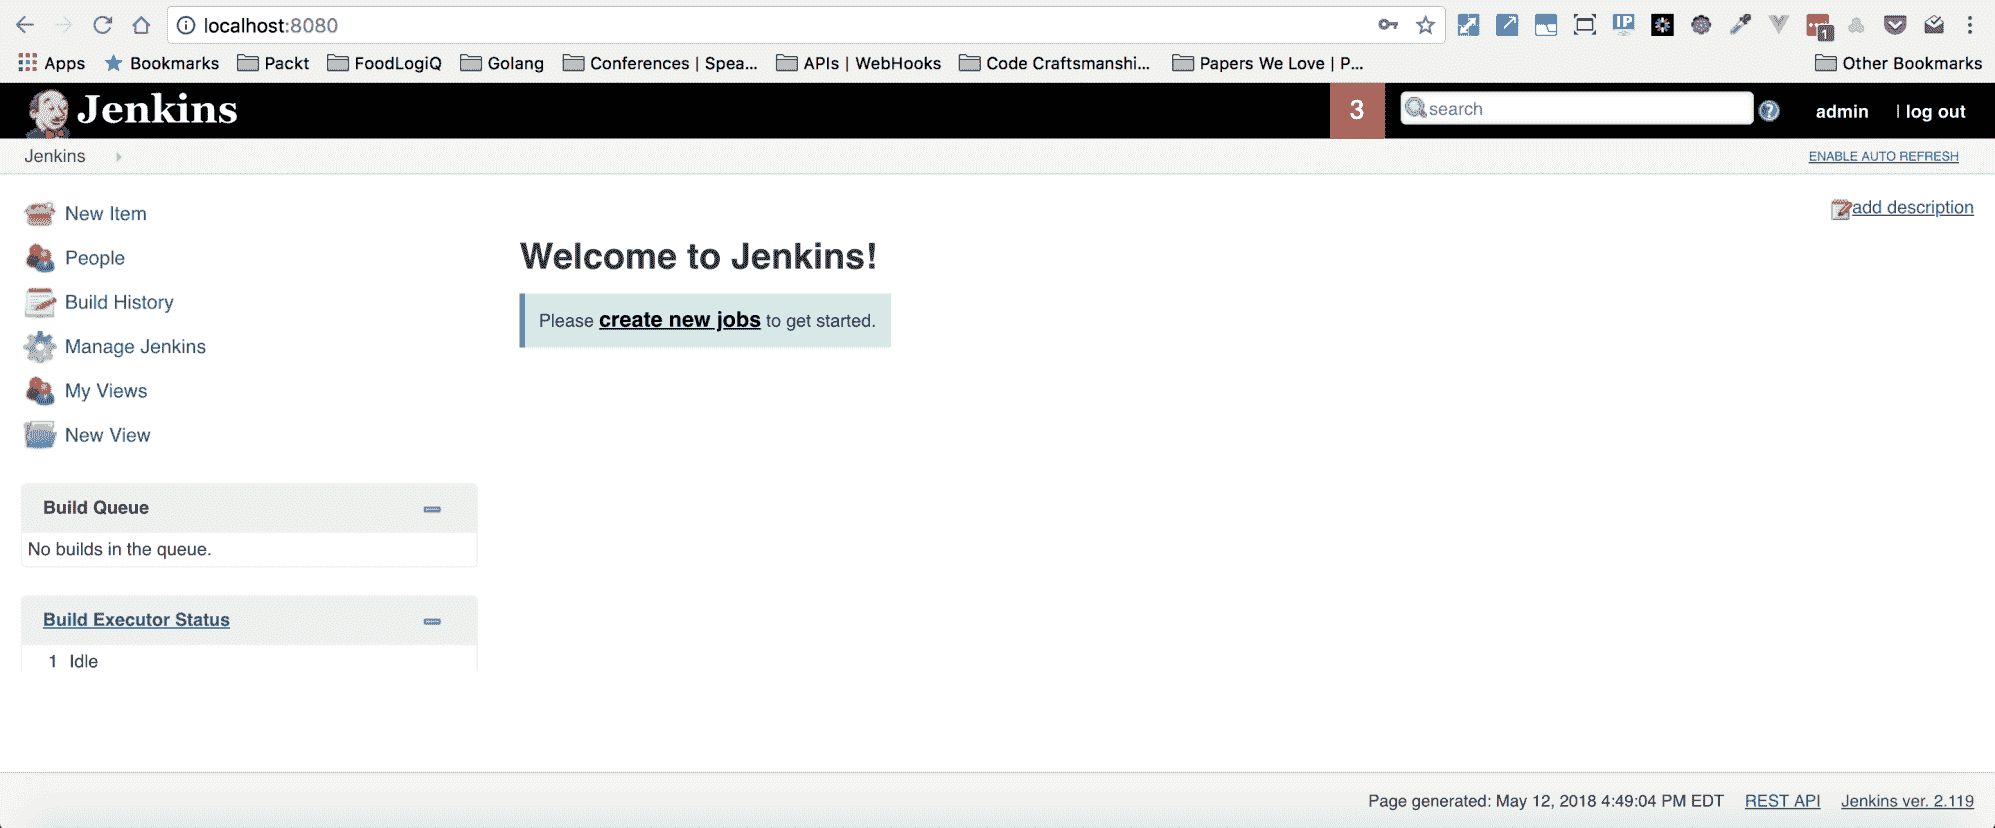 localhost:8080
Apps Bookmarks Packt FoodLogiQ Golang Conferences | Spea... APIs | WebHooks Code Craftsmanshi... Papers We Love | P... Other Bookmarks
IP
1
Jenkins 3 search admin | log out
Jenkins ENABLE AUTO REFRESH
add description
New Item
People
Build History
Manage Jenkins
My Views
New View
Welcome to Jenkins!
Please create new jobs to get started.
Build Queue
No builds in the queue.
Build Executor Status
1 Idle
Page generated: May 12, 2018 4:49:04 PM EDT REST API Jenkins ver. 2.119